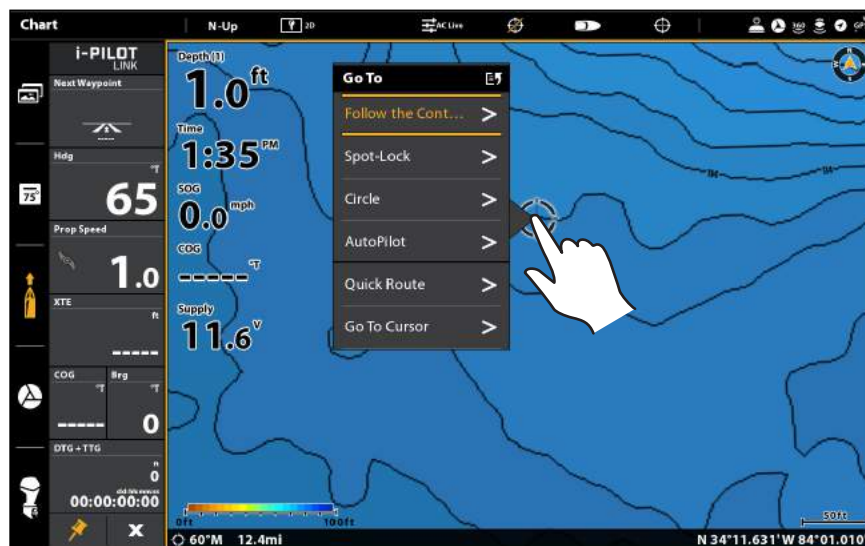 Chart
N-Up
2D
AC Live
360
i-PILOT
LINK
Next Waypoint
Hdg
°T
65
Prop Speed
1.0
XTE
ft
-----
COG
°T
-----
Brg
°T
0
DTG + TTG
0
00:00:00:00
X
75°
Depth (1)
1.0 ft
Time
1:35 PM
SOG
0.0 mph
COG
----- °T
Supply
11.6 V
Go To
Follow the Cont... >
Spot-Lock >
Circle >
AutoPilot >
Quick Route >
Go To Cursor >
0ft
100ft
50ft
60°M 12.4mi
N 34°11.631' W 84°01.010